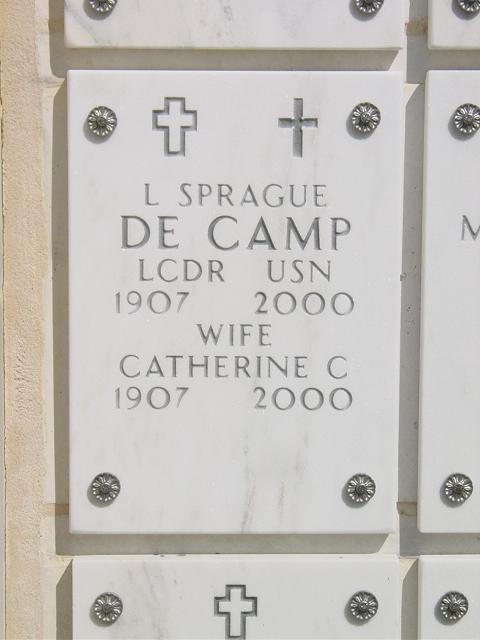 L SPRAGUE
DE CAMP
LCDR USN
1907 2000
WIFE
CATHERINE C
1907 2000
M